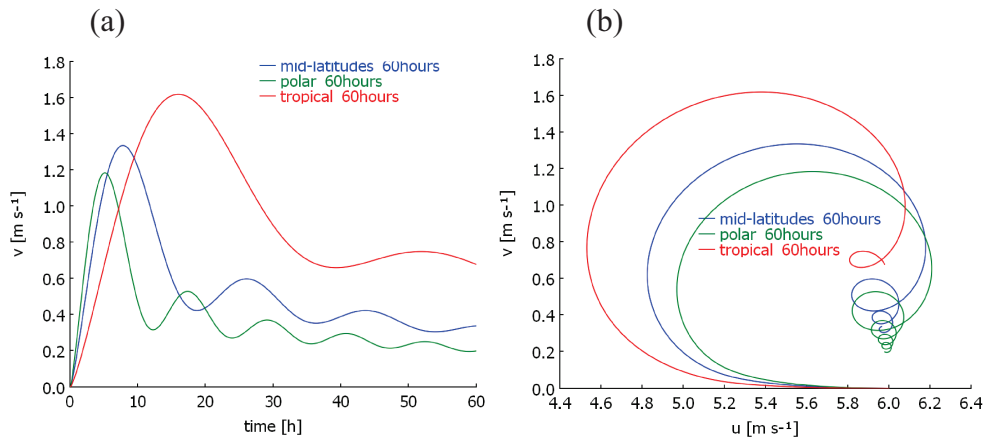 (a)
mid-latitudes 60hours
polar 60hours
tropical 60hours
v [m s⁻¹]
1.8
1.6
1.4
1.2
1.0
0.8
0.6
0.4
0.2
0.0
0 10 20 30 40 50 60
time [h]
(b)
mid-latitudes 60hours
polar 60hours
tropical 60hours
v [m s⁻¹]
1.8
1.6
1.4
1.2
1.0
0.8
0.6
0.4
0.2
0.0
4.4 4.6 4.8 5.0 5.2 5.4 5.6 5.8 6.0 6.2 6.4
u [m s⁻¹]